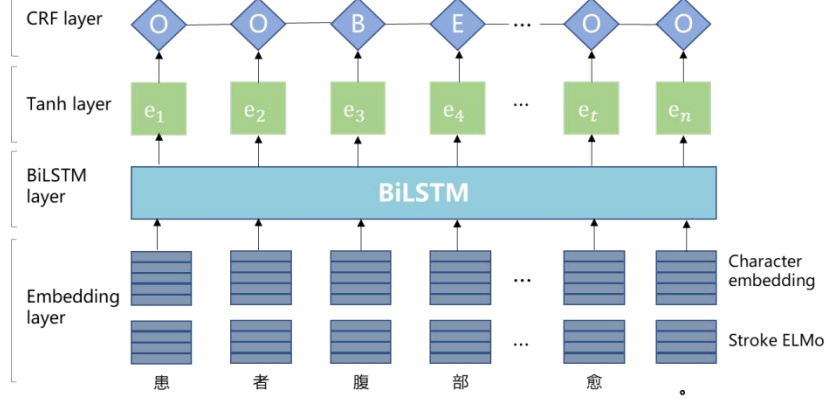 CRF layer O O B E ... O O
Tanh layer e₁ e₂ e₃ e₄ ... eₜ eₙ
BiLSTM layer
BiLSTM
Embedding layer
Character embedding
...
Stroke ELMo
...
患 者 腹 部 愈 。